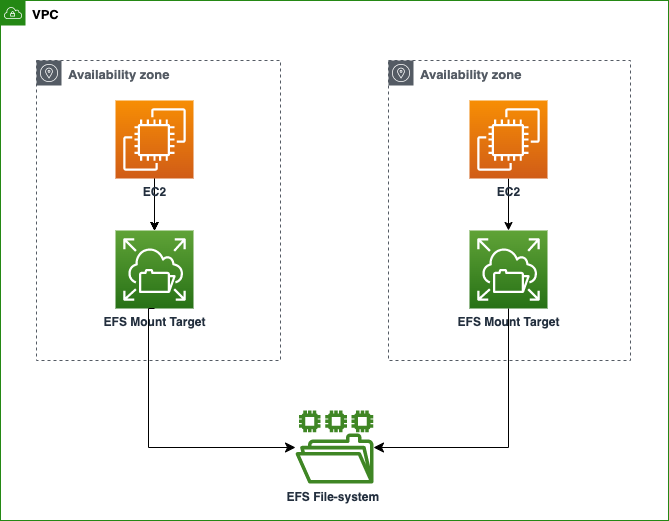 VPC
Availability zone
Availability zone
EC2
EC2
EFS Mount Target
EFS Mount Target
EFS File-system